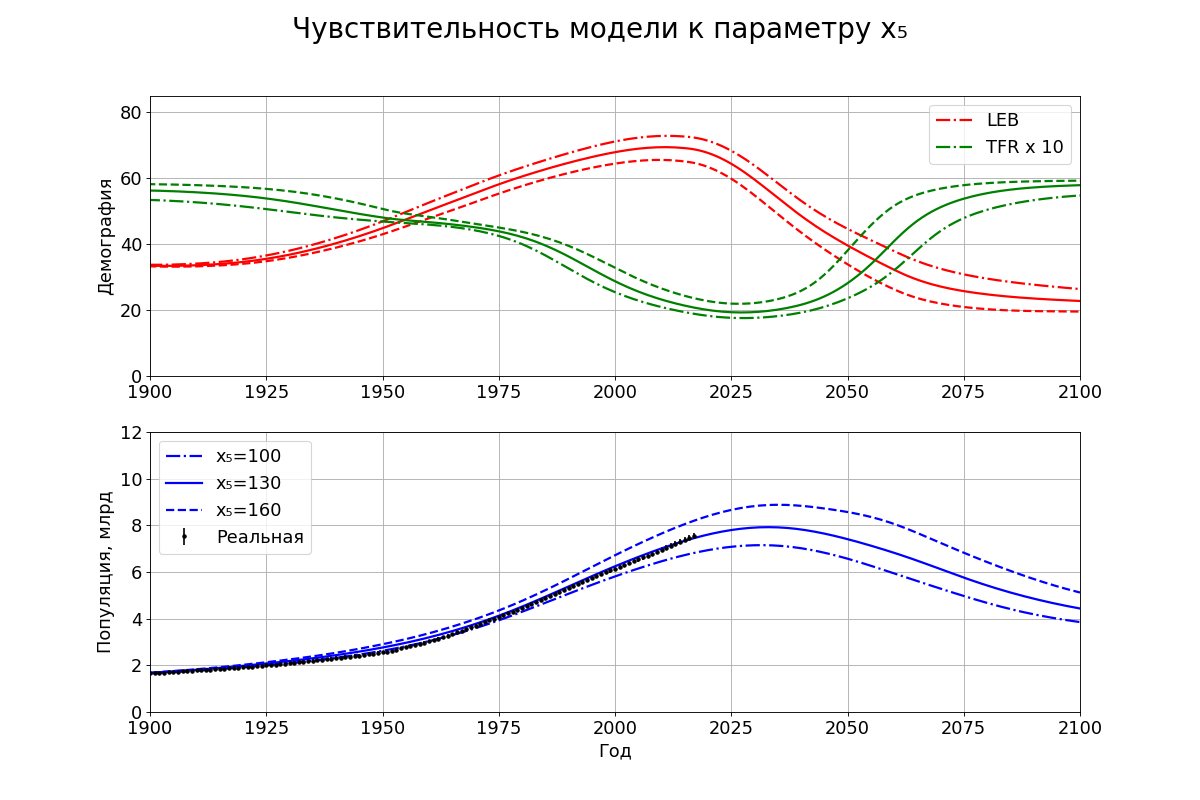 Чувствительность модели к параметру x₅
Демография
80
60
40
20
0
1900 1925 1950 1975 2000 2025 2050 2075 2100
LEB
TFR x 10
Популяция, млрд
12
10
8
6
4
2
0
1900 1925 1950 1975 2000 2025 2050 2075 2100
x₅=100
x₅=130
x₅=160
Реальная
Год